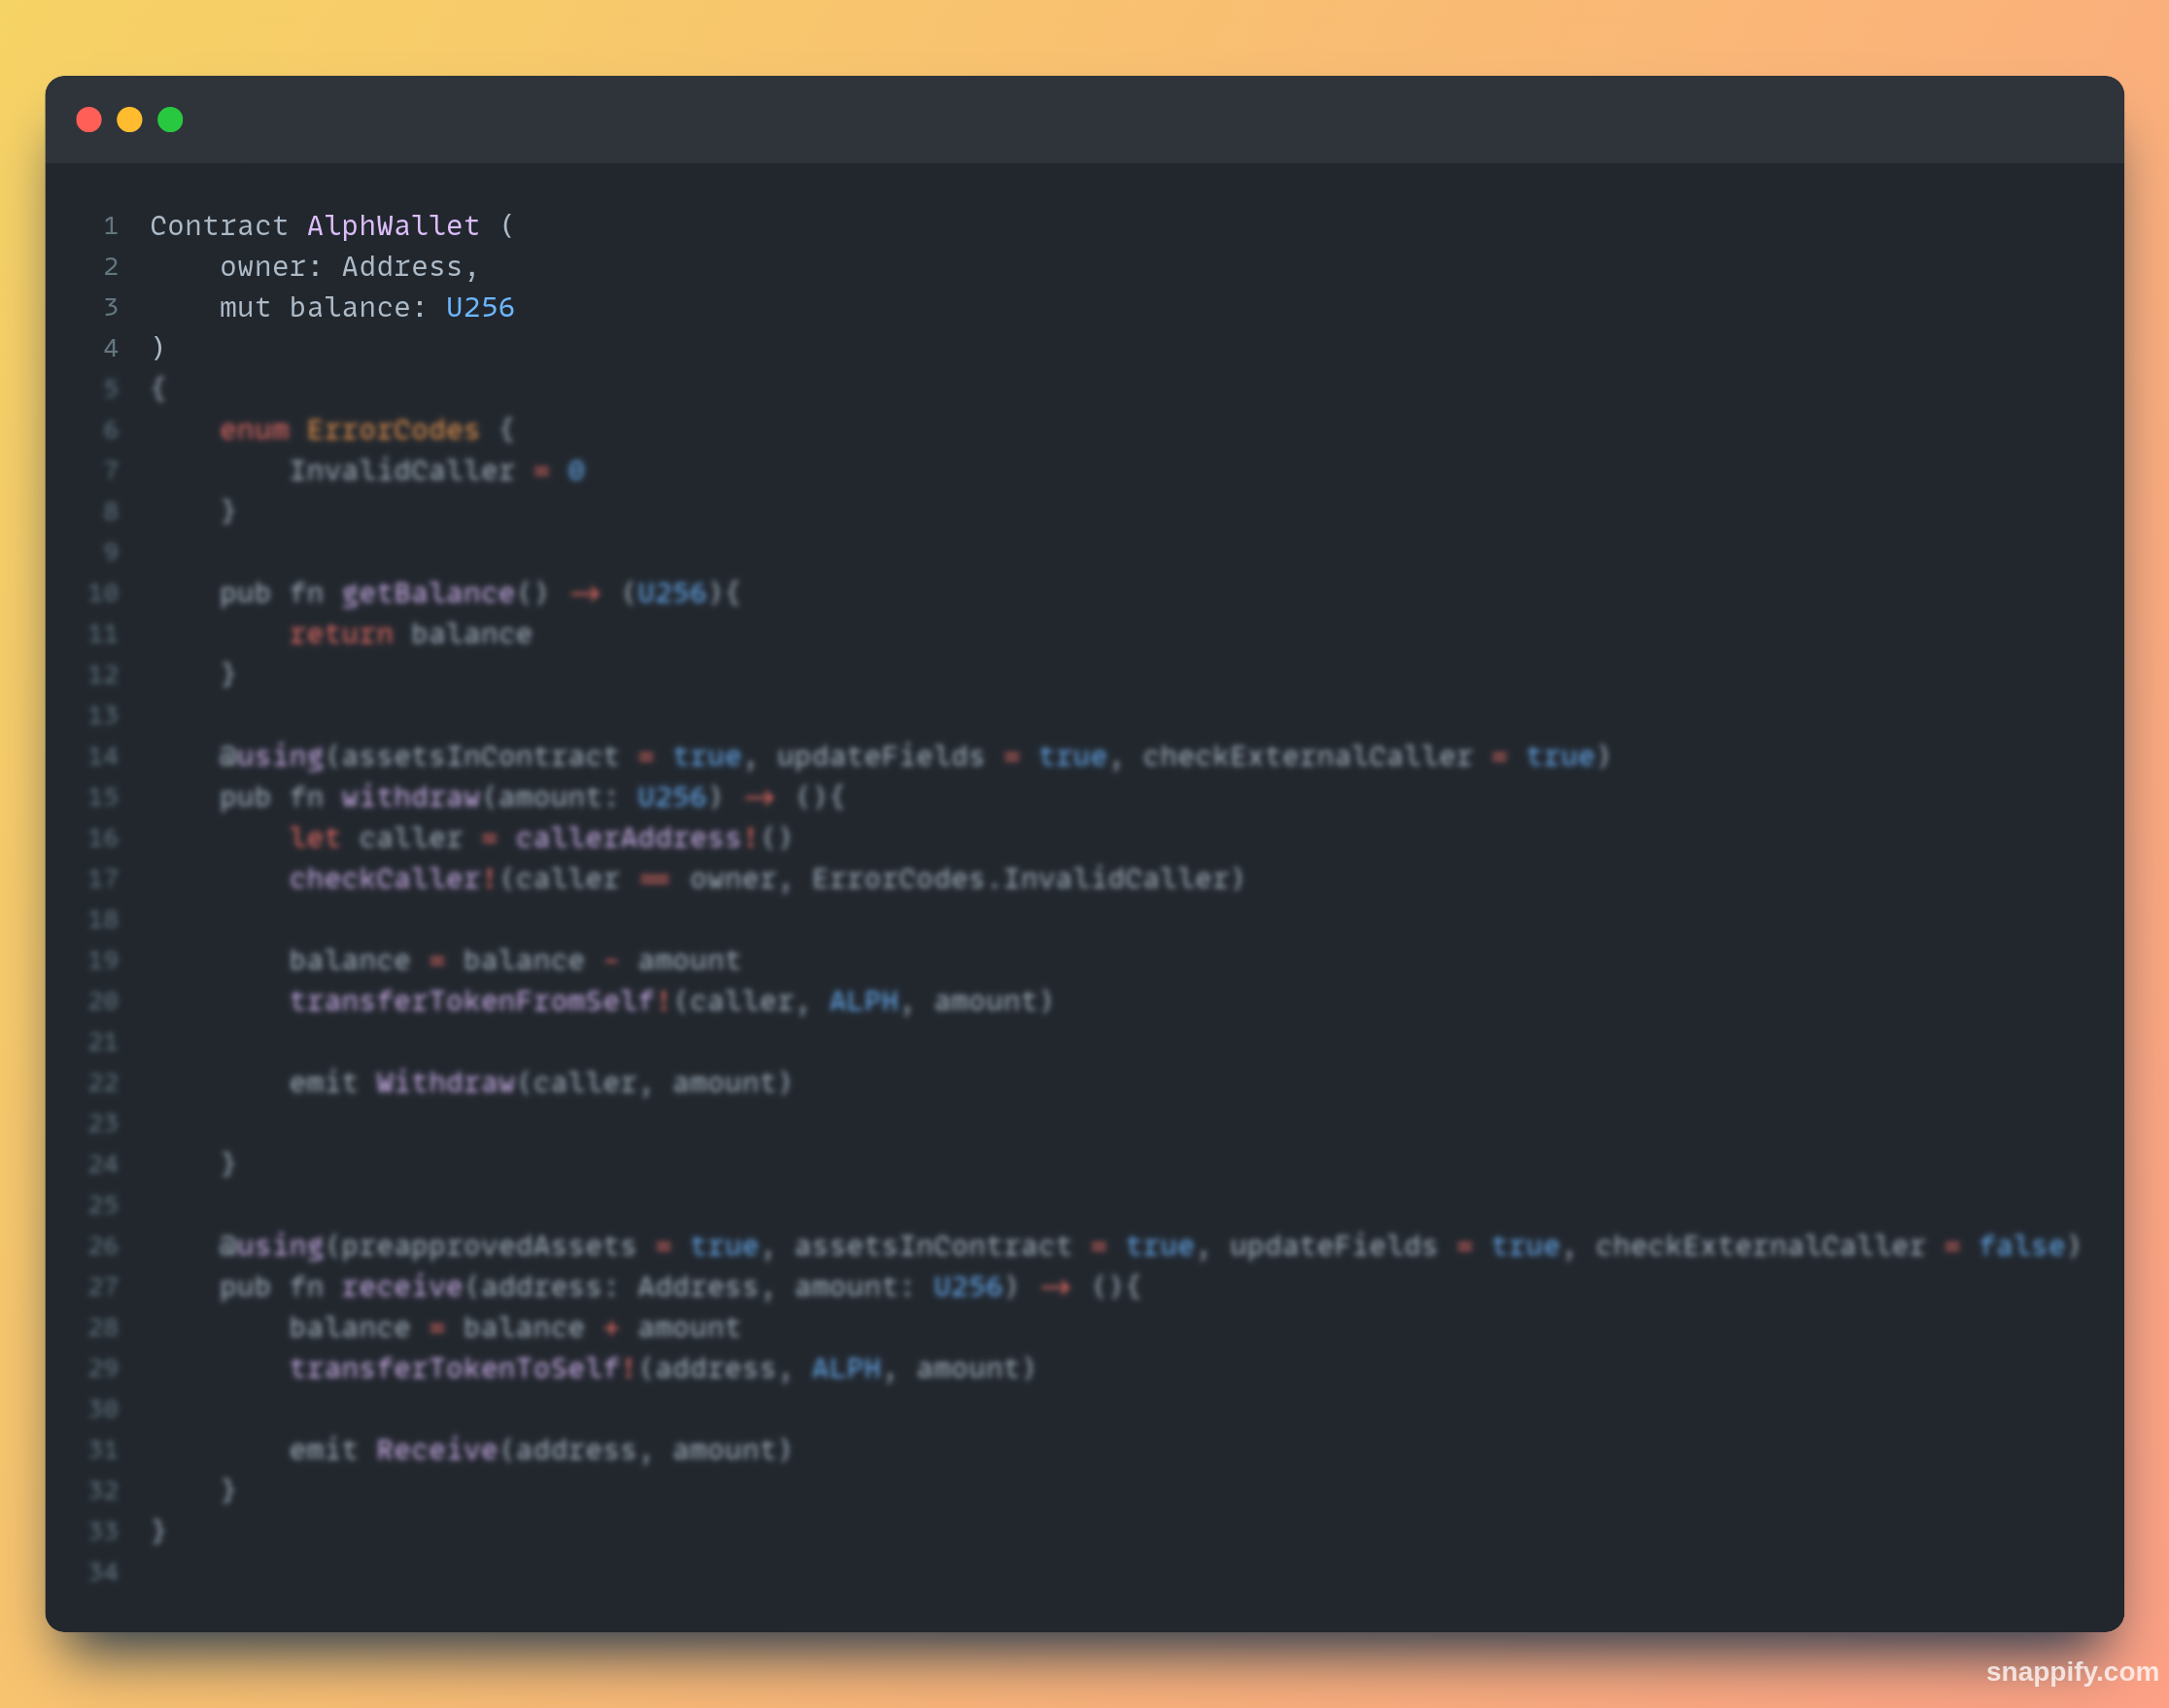 1 Contract AlphWallet (
2     owner: Address,
3     mut balance: U256
4 )
5 {
6     enum ErrorCodes {
7         InvalidCaller = 0
8     }
9
10     pub fn getBalance() -> (U256){
11         return balance
12     }
13
14     @using(assetsInContract = true, updateFields = true, checkExternalCaller = true)
15     pub fn withdraw(amount: U256) -> (){
16         let caller = callerAddress!()
17         checkCaller!(caller == owner, ErrorCodes.InvalidCaller)
18
19         balance = balance - amount
20         transferTokenFromSelf!(caller, ALPH, amount)
21
22         emit Withdraw(caller, amount)
23
24     }
25
26     @using(preapprovedAssets = true, assetsInContract = true, updateFields = true, checkExternalCaller = false)
27     pub fn receive(address: Address, amount: U256) -> (){
28         balance = balance + amount
29         transferTokenToSelf!(address, ALPH, amount)
30
31         emit Receive(address, amount)
32     }
33 }
34
snappify.com